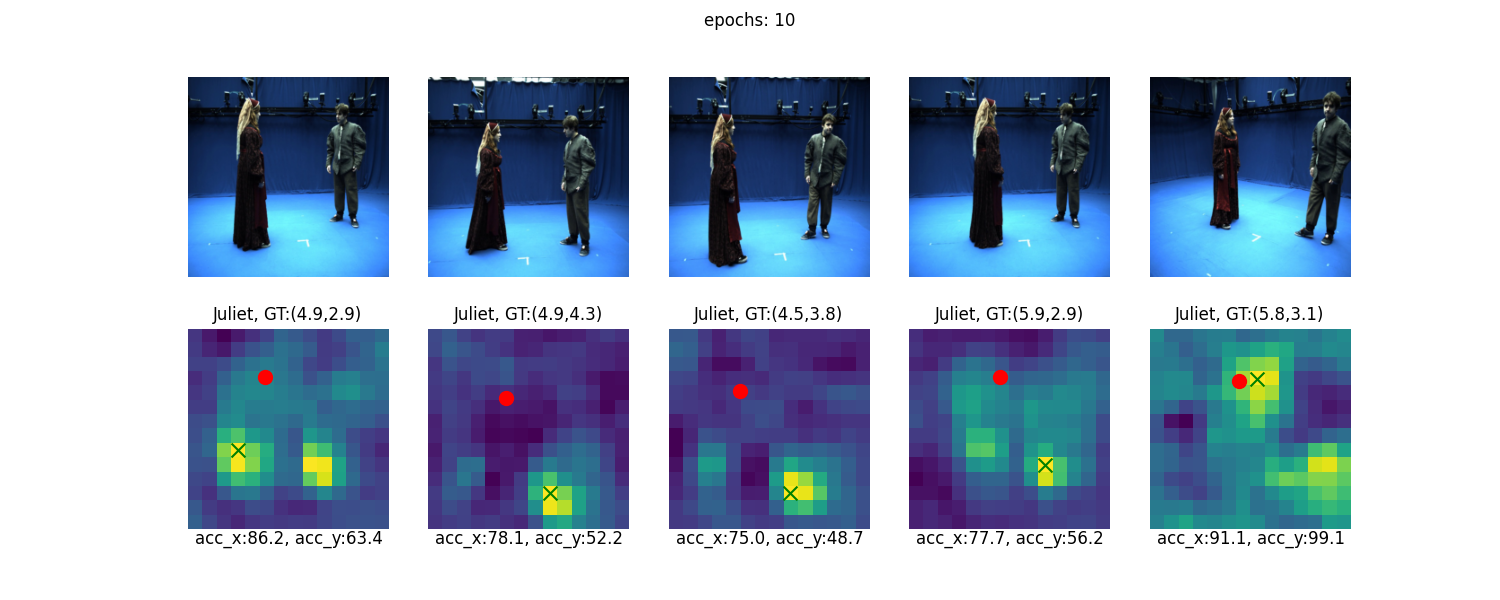 epochs: 10
Juliet, GT:(4.9,2.9)
Juliet, GT:(4.9,4.3)
Juliet, GT:(4.5,3.8)
Juliet, GT:(5.9,2.9)
Juliet, GT:(5.8,3.1)
acc_x:86.2, acc_y:63.4
acc_x:78.1, acc_y:52.2
acc_x:75.0, acc_y:48.7
acc_x:77.7, acc_y:56.2
acc_x:91.1, acc_y:99.1